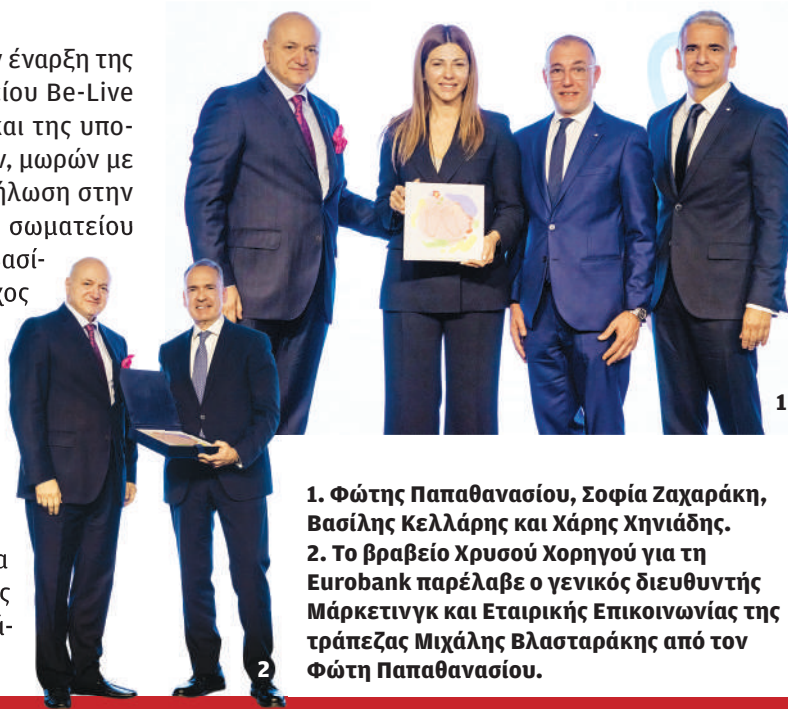 έναρξη της
Be-Live
και της υπο-
μωρών με
στην
σωματείου
1
2
1. Φώτης Παπαθανασίου, Σοφία Ζαχαράκη,
Βασίλης Κελλάρης και Χάρης Χηνιάδης.
2. Το βραβείο Χρυσού Χορηγού για τη
Eurobank παρέλαβε ο γενικός διευθυντής
Μάρκετινγκ και Εταιρικής Επικοινωνίας της
τράπεζας Μιχάλης Βλασταράκης από τον
Φώτη Παπαθανασίου.